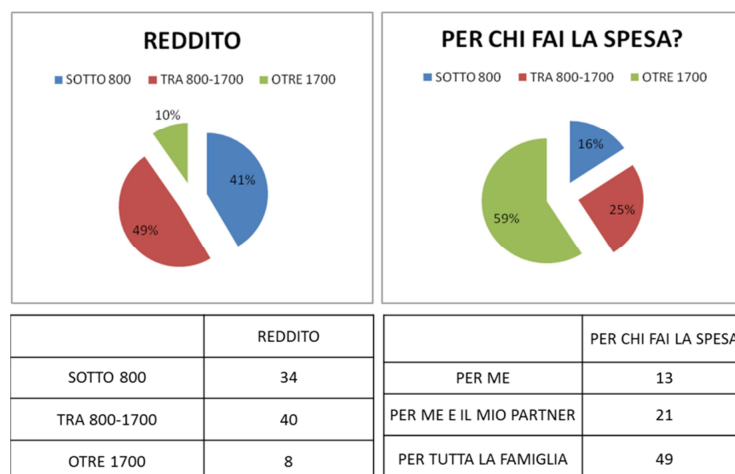 REDDITO
SOTTO 800 TRA 800-1700 OTRE 1700
10%
41%
49%
PER CHI FAI LA SPESA?
SOTTO 800 TRA 800-1700 OTRE 1700
16%
25%
59%
REDDITO
SOTTO 800 34
TRA 800-1700 40
OTRE 1700 8
PER CHI FAI LA SPESA
PER ME 13
PER ME E IL MIO PARTNER 21
PER TUTTA LA FAMIGLIA 49